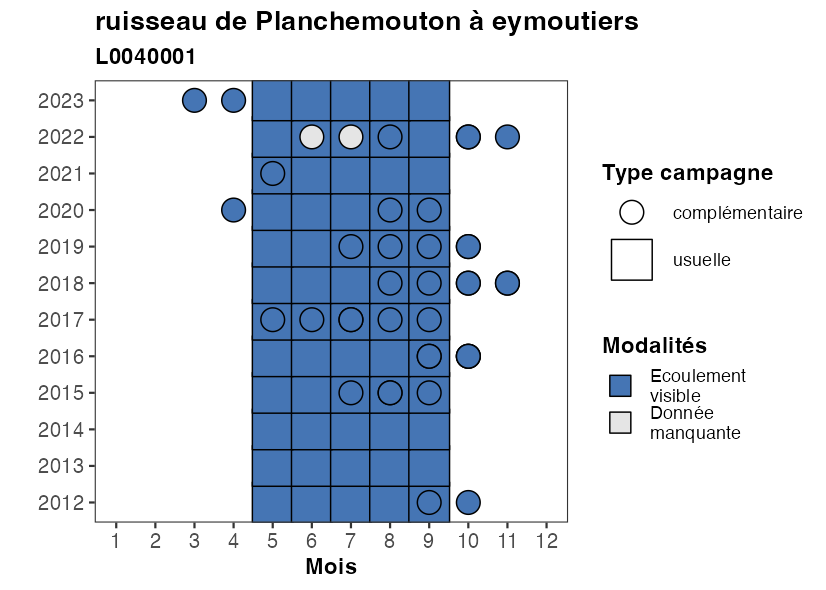 ruisseau de Planchemouton à eymoutiers
L0040001
2023
2022
2021
2020
2019
2018
2017
2016
2015
2014
2013
2012
1 2 3 4 5 6 7 8 9 10 11 12
Mois
Type campagne
complémentaire
usuelle
Modalités
Ecoulement
visible
Donnée
manquante